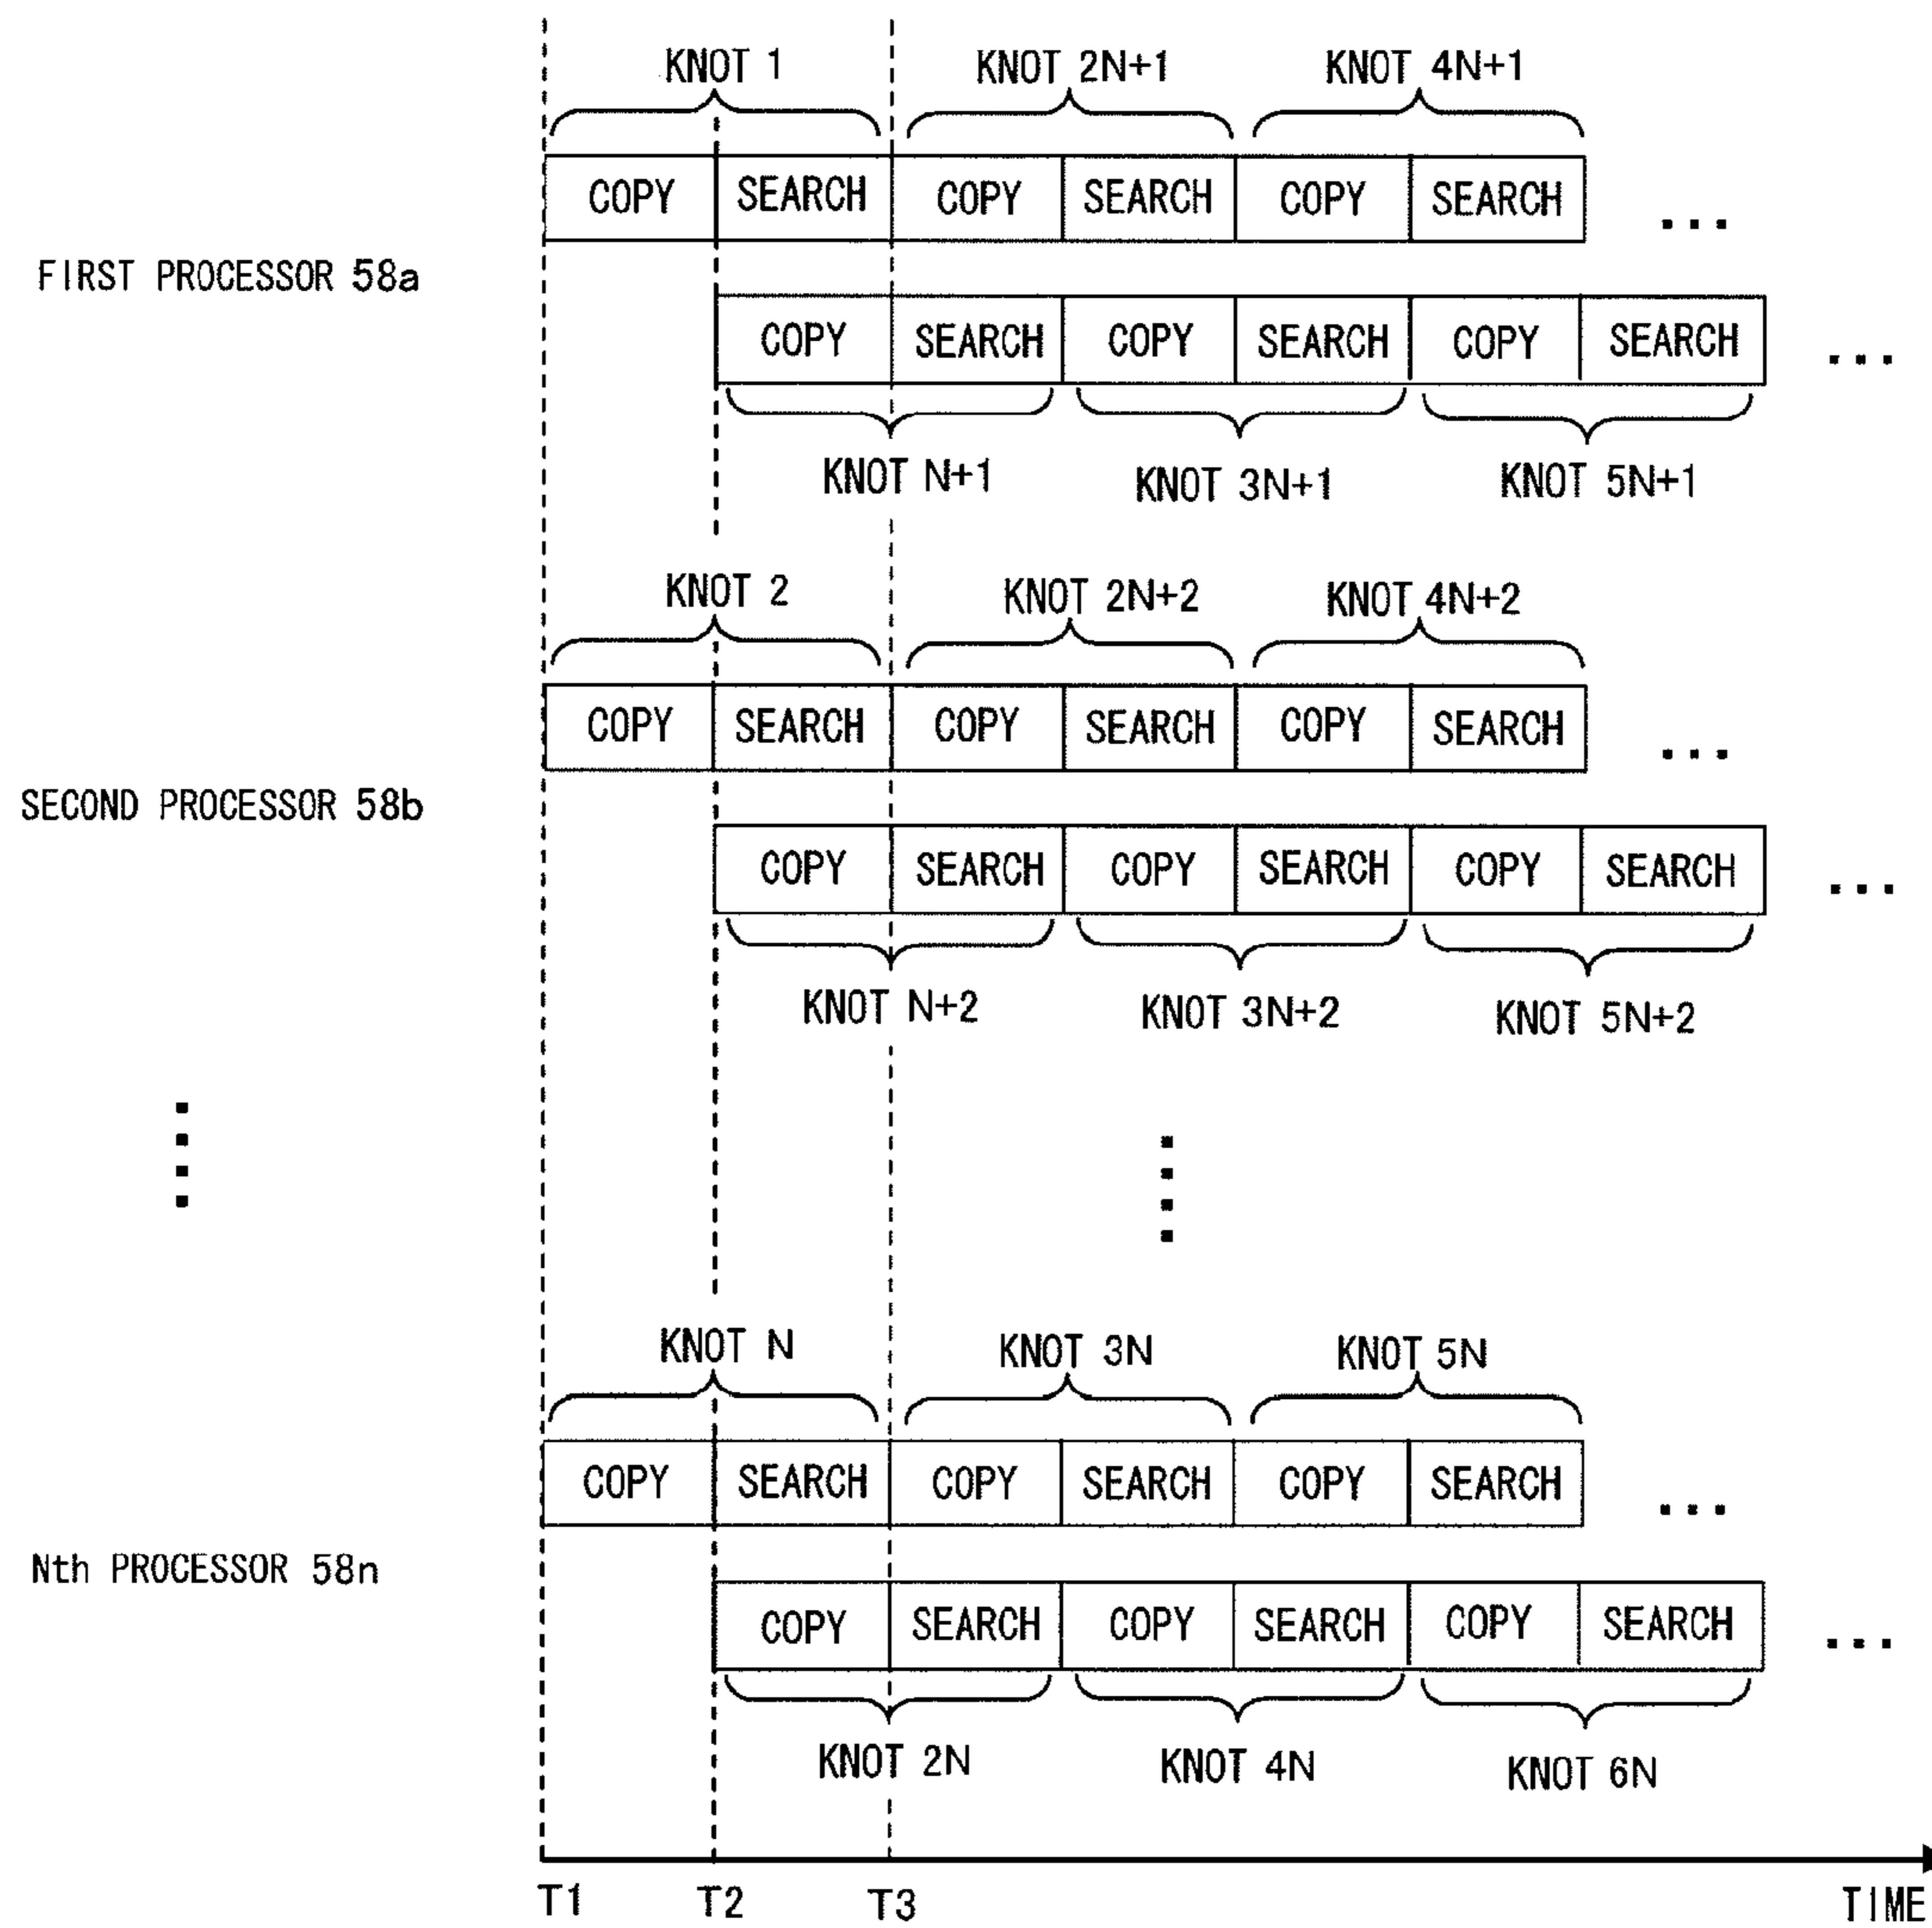 KNOT 1 KNOT 2N+1 KNOT 4N+1
COPY SEARCH COPY SEARCH COPY SEARCH ...
FIRST PROCESSOR 58a
COPY SEARCH COPY SEARCH COPY SEARCH ...
KNOT N+1 KNOT 3N+1 KNOT 5N+1
KNOT 2 KNOT 2N+2 KNOT 4N+2
COPY SEARCH COPY SEARCH COPY SEARCH ...
SECOND PROCESSOR 58b
COPY SEARCH COPY SEARCH COPY SEARCH ...
KNOT N+2 KNOT 3N+2 KNOT 5N+2
KNOT N KNOT 3N KNOT 5N
COPY SEARCH COPY SEARCH COPY SEARCH ...
Nth PROCESSOR 58n
COPY SEARCH COPY SEARCH COPY SEARCH ...
KNOT 2N KNOT 4N KNOT 6N
T1 T2 T3 TIME